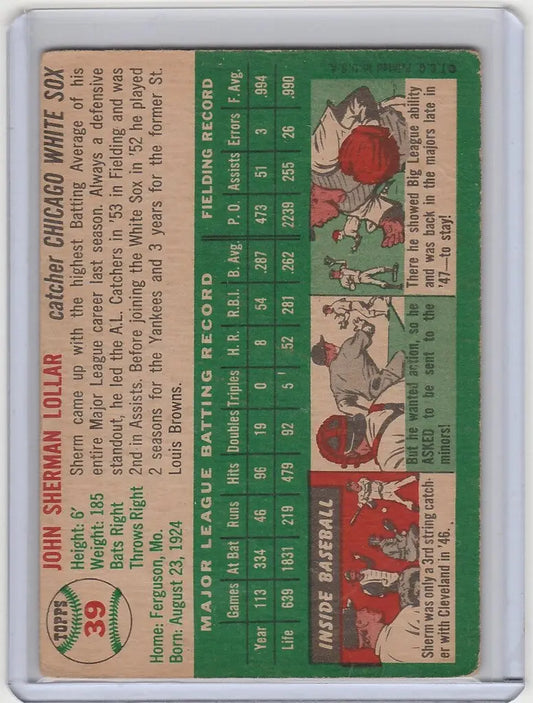 TOPPS
39
JOHN SHERMAN LOLLAR
catcher CHICAGO WHITE SOX
Height: 6'
Weight: 185
Bats Right
Throws Right
Home: Ferguson, Mo.
Born: August 23, 1924
Sherm came up with the highest Batting Average of his
entire Major League career last season. Always a defensive
standout, he led the A.L. Catchers in '53 in Fielding and was
2nd in Assists. Before joining the White Sox in '52 he played
2 seasons for the Yankees and 3 years for the former St.
Louis Browns.
MAJOR LEAGUE BATTING RECORD FIELDING RECORD
Games At Bat Runs Hits Doubles Triples H.R. R.B.I. B. Avg. P.O. Assists Errors F. Avg.
Year 113 334 46 96 19 0 8 54 .287 473 51 3 .994
Life 639 1831 219 479 92 5 52 281 .262 2239 255 26 .990
INSIDE BASEBALL
Sherm was only a 3rd string catch-
er with Cleveland in '46.
But he wanted action, so he
ASKED to be sent to the
minors!
There he showed Big League ability
and was back in the majors late in
'47—to stay!
©T.C.G. Printed in U.S.A.